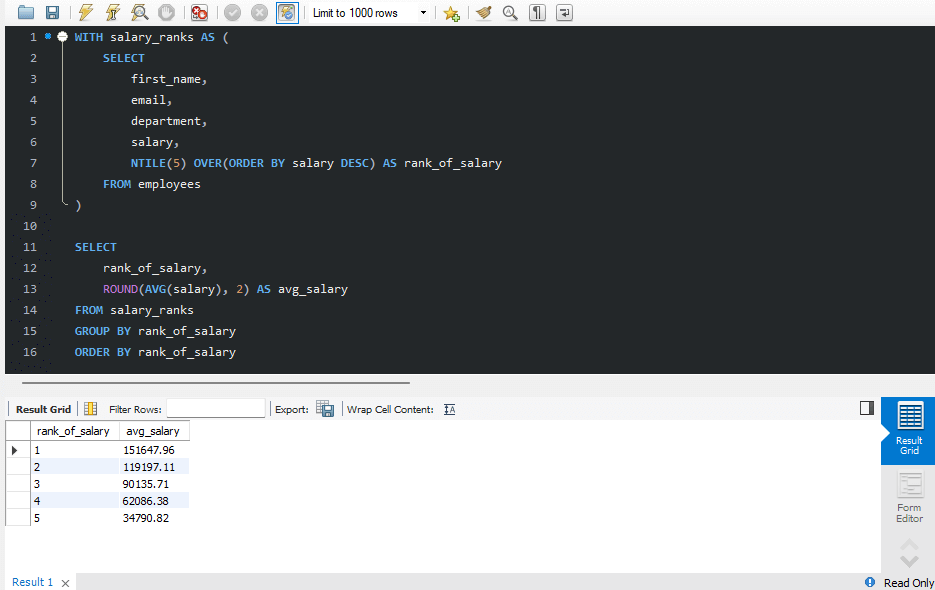 Limit to 1000 rows
1 WITH salary_ranks AS (
2 SELECT
3 first_name,
4 email,
5 department,
6 salary,
7 NTILE(5) OVER(ORDER BY salary DESC) AS rank_of_salary
8 FROM employees
9 )
10
11 SELECT
12 rank_of_salary,
13 ROUND(AVG(salary), 2) AS avg_salary
14 FROM salary_ranks
15 GROUP BY rank_of_salary
16 ORDER BY rank_of_salary
Result Grid Filter Rows: Export: Wrap Cell Content: IA
rank_of_salary avg_salary
1 151647.96
2 119197.11
3 90135.71
4 62086.38
5 34790.82
Result
Grid
Form
Editor
Result 1 Read Only